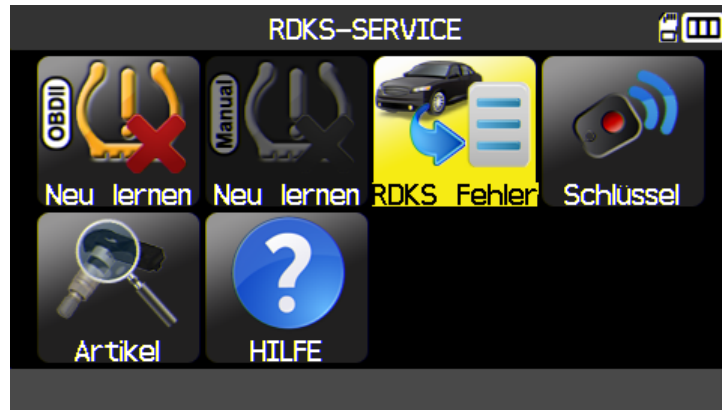 RDKS-SERVICE
OBDII
Manual
Neu lernen
Neu lernen
RDKS Fehler
Schlüssel
?
Artikel
HILFE